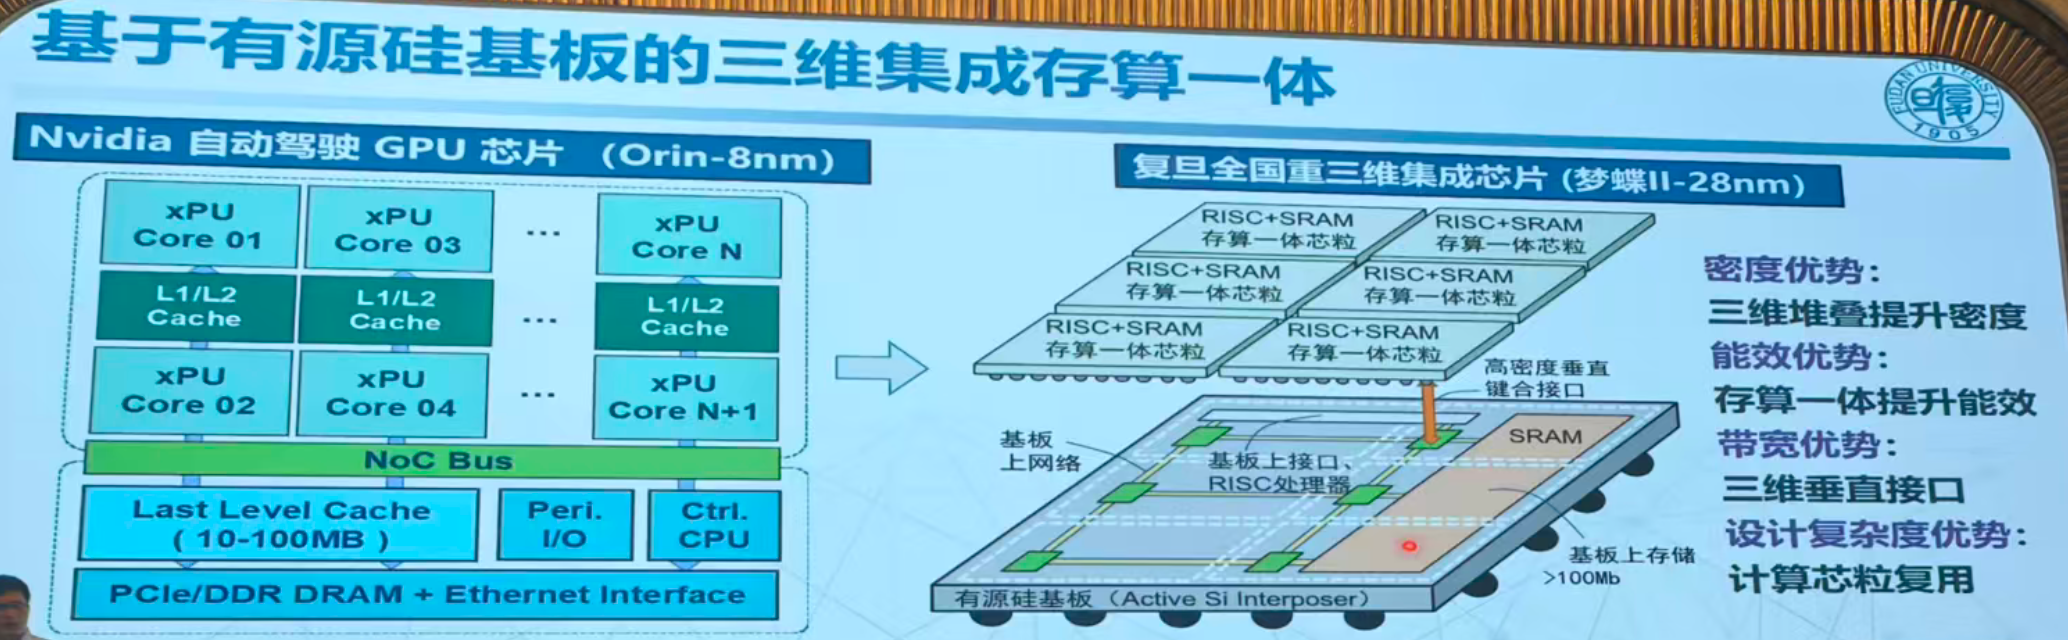 基于有源硅基板的三维集成存算一体
FUDAN UNIVERSITY
1905
Nvidia 自动驾驶 GPU 芯片 (Orin-8nm)
xPU
Core 01
xPU
Core 03
...
xPU
Core N
L1/L2
Cache
L1/L2
Cache
...
L1/L2
Cache
xPU
Core 02
xPU
Core 04
...
xPU
Core N+1
NoC Bus
Last Level Cache
( 10-100MB )
Peri.
I/O
Ctrl.
CPU
PCIe/DDR DRAM + Ethernet Interface
复旦全国重三维集成芯片 (梦蝶II-28nm)
RISC+SRAM
存算一体芯粒
RISC+SRAM
存算一体芯粒
RISC+SRAM
存算一体芯粒
RISC+SRAM
存算一体芯粒
RISC+SRAM
存算一体芯粒
RISC+SRAM
存算一体芯粒
高密度垂直
键合接口
基板
上网络
基板上接口、
RISC处理器
SRAM
基板上存储
>100Mb
有源硅基板（Active Si Interposer）
密度优势：
三维堆叠提升密度
能效优势：
存算一体提升能效
带宽优势：
三维垂直接口
设计复杂度优势：
计算芯粒复用